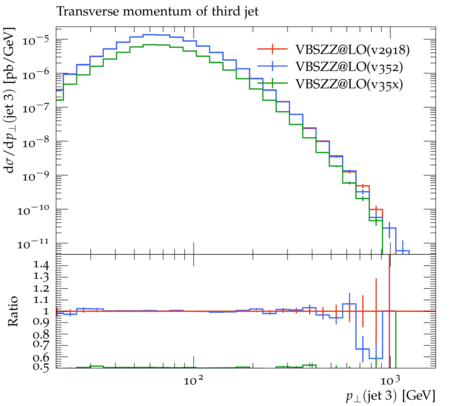 Transverse momentum of third jet
VBSZZ@LO(v2918)
VBSZZ@LO(v352)
VBSZZ@LO(v35x)
dσ/dp⊥(jet 3) [pb/GeV]
10⁻⁵
10⁻⁶
10⁻⁷
10⁻⁸
10⁻⁹
10⁻¹⁰
10⁻¹¹
Ratio
1.4
1.3
1.2
1.1
1
0.9
0.8
0.7
0.6
0.5
10² 10³
p⊥(jet 3) [GeV]